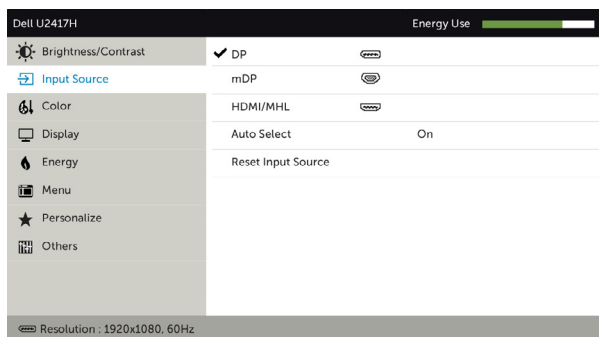 Dell U2417H Energy Use
Brightness/Contrast
Input Source
Color
Display
Energy
Menu
Personalize
Others
DP
mDP
HDMI/MHL
Auto Select On
Reset Input Source
Resolution : 1920x1080, 60Hz